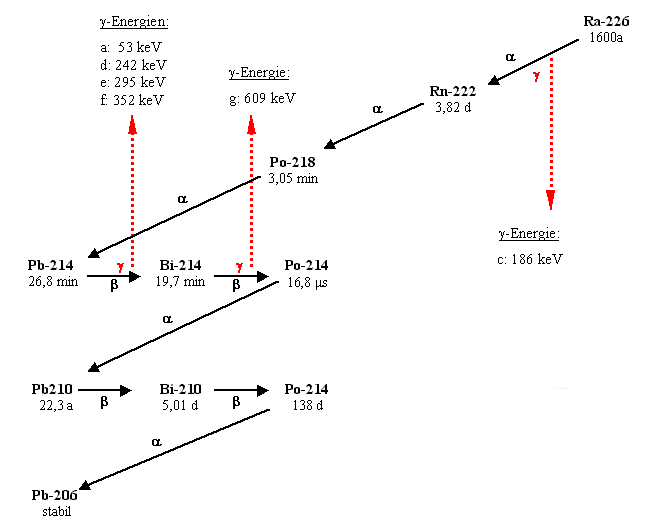 γ-Energien:
a: 53 keV
d: 242 keV
e: 295 keV
f: 352 keV
γ-Energie:
g: 609 keV
Ra-226
1600a
α
γ
Rn-222
3,82 d
α
Po-218
3,05 min
α
γ-Energie:
c: 186 keV
Pb-214
26,8 min
γ
β
Bi-214
19,7 min
γ
β
Po-214
16,8 µs
α
Pb210
22,3 a
β
Bi-210
5,01 d
β
Po-214
138 d
α
Pb-206
stabil